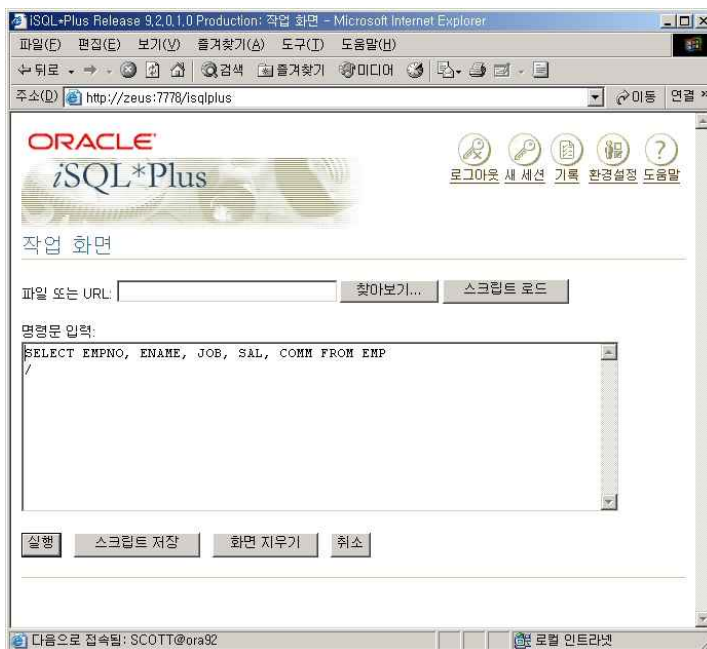 iSQL*Plus Release 9.2.0.1.0 Production: 작업 화면 - Microsoft Internet Explorer
파일(F) 편집(E) 보기(V) 즐겨찾기(A) 도구(T) 도움말(H)
뒤로 검색 즐겨찾기 미디어
주소(D) http://zeus:7778/isqlplus 이동 연결 »
ORACLE
iSQL*Plus
로그아웃 새 세션 기록 환경설정 도움말
작업 화면
파일 또는 URL: 찾아보기... 스크립트 로드
명령문 입력:
SELECT EMPNO, ENAME, JOB, SAL, COMM FROM EMP
/
실행 스크립트 저장 화면 지우기 취소
다음으로 접속됨: SCOTT@ora92 로컬 인트라넷